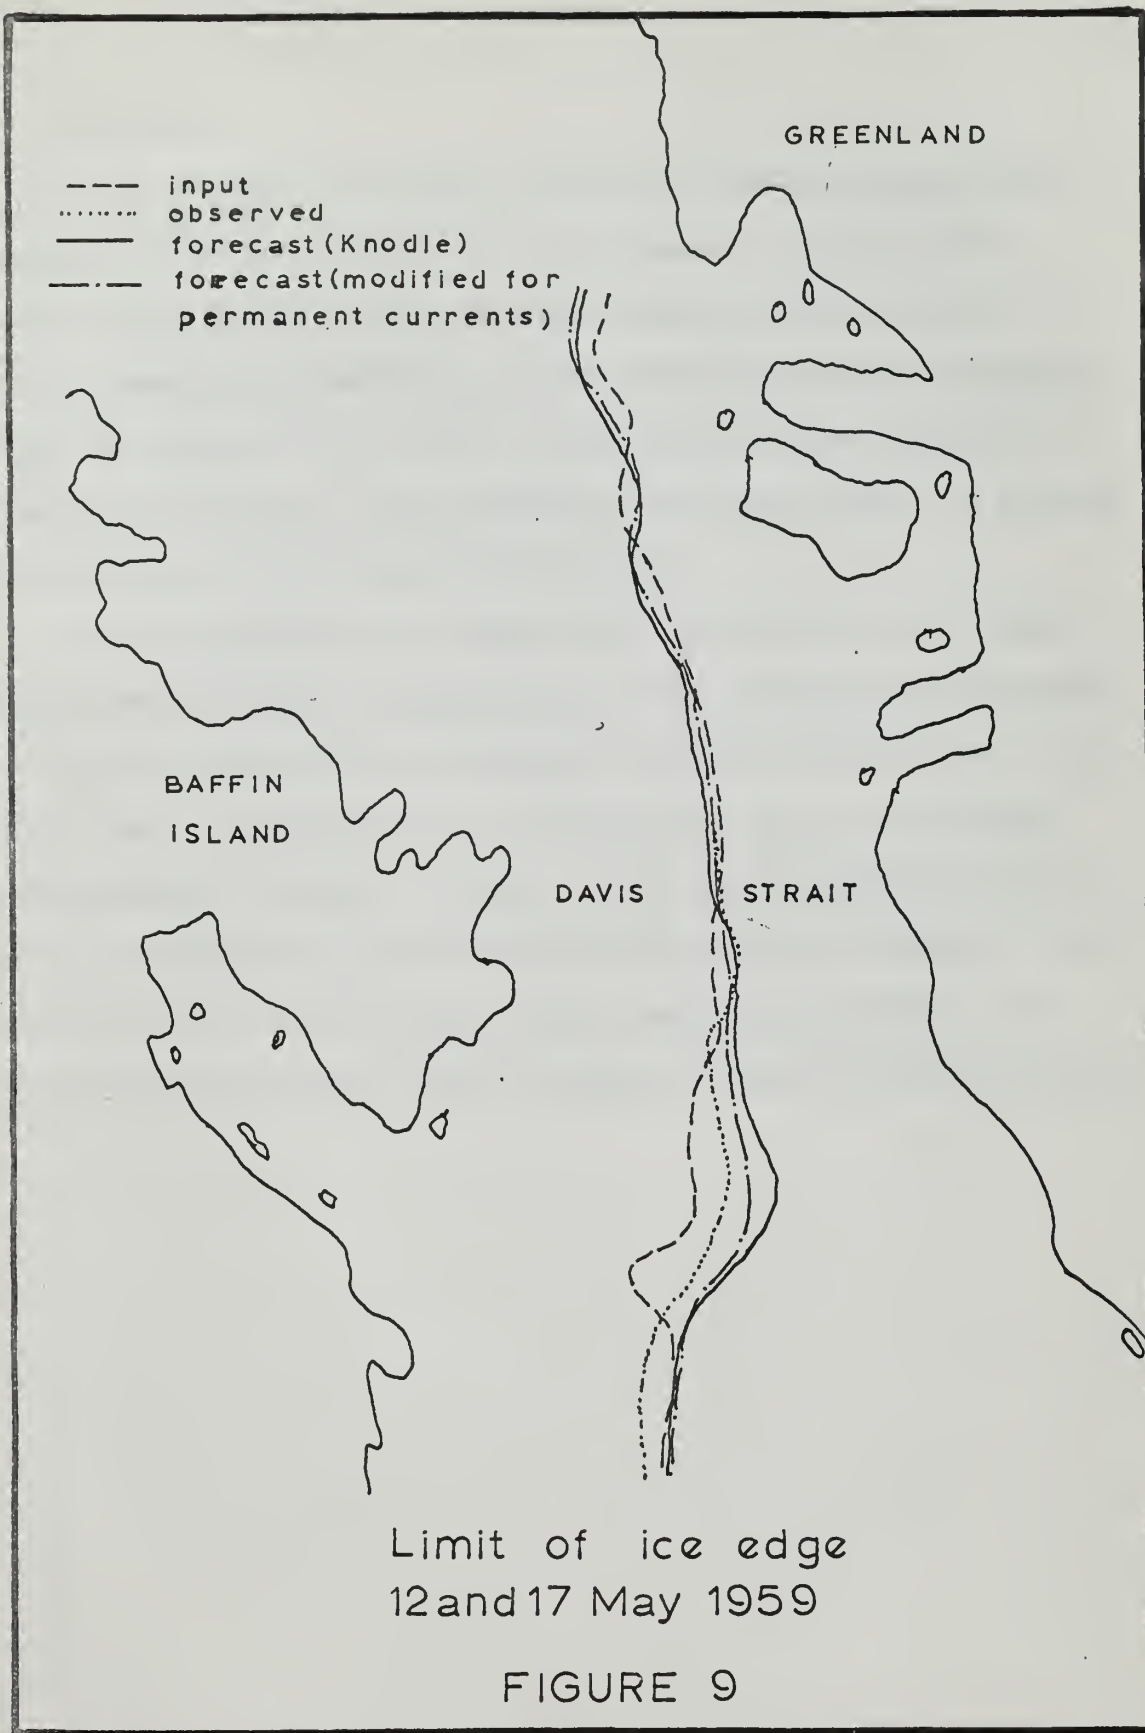 GREENLAND
input
observed
forecast (Knodle)
forecast (modified for
permanent currents)
BAFFIN
ISLAND
DAVIS STRAIT
Limit of ice edge
12 and 17 May 1959
FIGURE 9